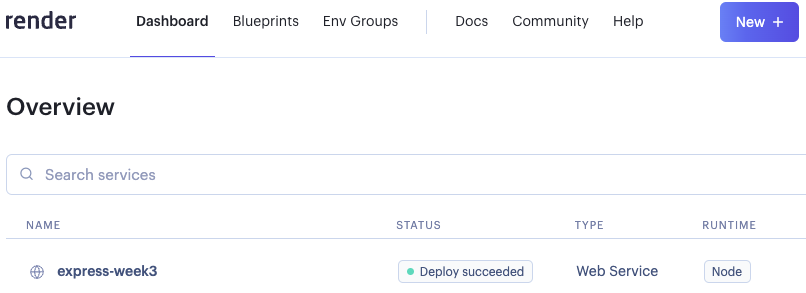 render Dashboard Blueprints Env Groups Docs Community Help New +
Overview
Search services
NAME STATUS TYPE RUNTIME
express-week3 Deploy succeeded Web Service Node